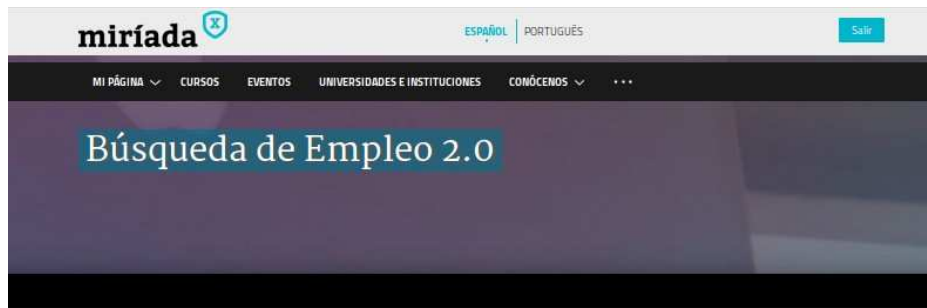 miríada X
ESPAÑOL PORTUGUÊS
Salir
MI PÁGINA CURSOS EVENTOS UNIVERSIDADES E INSTITUCIONES CONÓCENOS ...
Búsqueda de Empleo 2.0